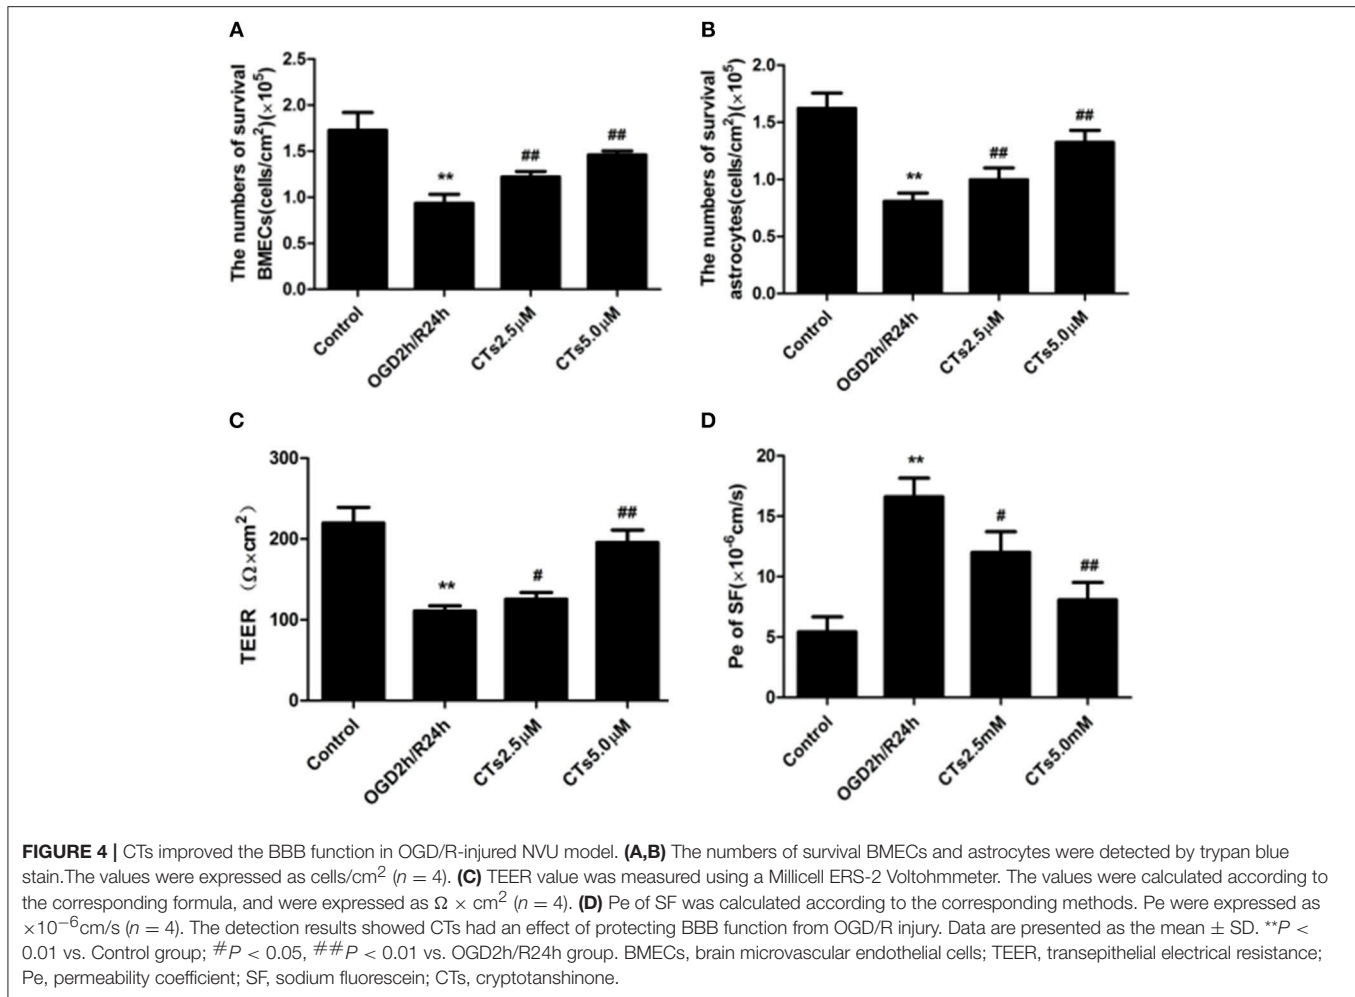 A
The numbers of survival
BMECs(cells/cm²)(×10⁵)
2.5
2.0
1.5
1.0
0.5
0.0
**
##
##
Control
OGD2h/R24h
CTs2.5μM
CTs5.0μM
B
The numbers of survival
astrocytes(cells/cm²)(×10⁵)
2.0
1.5
1.0
0.5
0.0
**
##
##
Control
OGD2h/R24h
CTs2.5μM
CTs5.0μM
C
TEER (Ω×cm²)
300
200
100
0
**
#
##
Control
OGD2h/R24h
CTs2.5μM
CTs5.0μM
D
Pe of SF(×10⁻⁶cm/s)
20
15
10
5
0
**
#
##
Control
OGD2h/R24h
CTs2.5mM
CTs5.0mM
FIGURE 4 | CTs improved the BBB function in OGD/R-injured NVU model. (A,B) The numbers of survival BMECs and astrocytes were detected by trypan blue
stain.The values were expressed as cells/cm² (n = 4). (C) TEER value was measured using a Millicell ERS-2 Voltohmmeter. The values were calculated according to
the corresponding formula, and were expressed as Ω × cm² (n = 4). (D) Pe of SF was calculated according to the corresponding methods. Pe were expressed as
×10⁻⁶cm/s (n = 4). The detection results showed CTs had an effect of protecting BBB function from OGD/R injury. Data are presented as the mean ± SD. **P <
0.01 vs. Control group; #P < 0.05, ##P < 0.01 vs. OGD2h/R24h group. BMECs, brain microvascular endothelial cells; TEER, transepithelial electrical resistance;
Pe, permeability coefficient; SF, sodium fluorescein; CTs, cryptotanshinone.